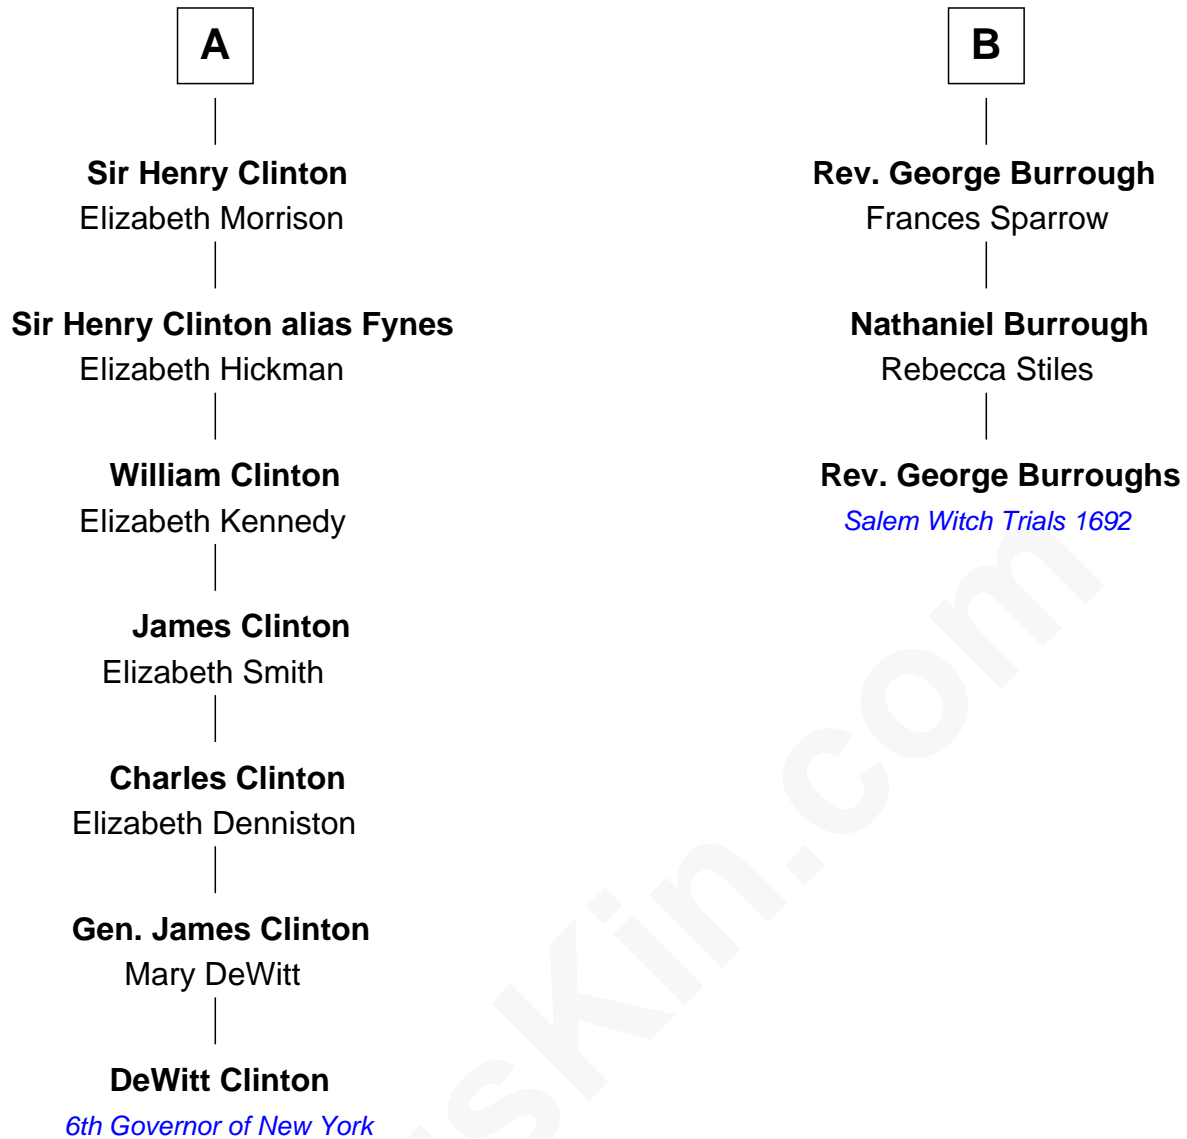 A
Sir Henry Clinton
Elizabeth Morrison
Sir Henry Clinton alias Fynes
Elizabeth Hickman
William Clinton
Elizabeth Kennedy
James Clinton
Elizabeth Smith
Charles Clinton
Elizabeth Denniston
Gen. James Clinton
Mary DeWitt
DeWitt Clinton
6th Governor of New York
B
Rev. George Burrough
Frances Sparrow
Nathaniel Burrough
Rebecca Stiles
Rev. George Burroughs
Salem Witch Trials 1692
isKin.com